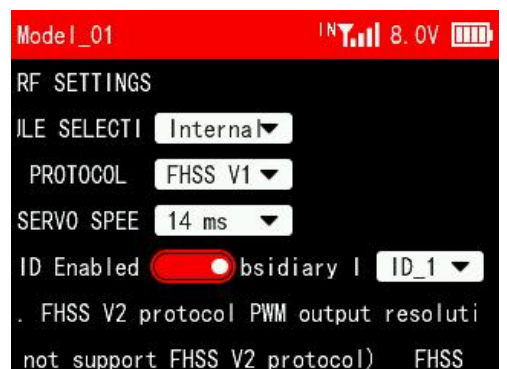 Model_01 IN 8.0V
RF SETTINGS
ULE SELECTI Internal
PROTOCOL FHSS V1
SERVO SPEE 14 ms
ID Enabled bsidiary I ID_1
. FHSS V2 protocol PWM output resoluti
not support FHSS V2 protocol) FHSS